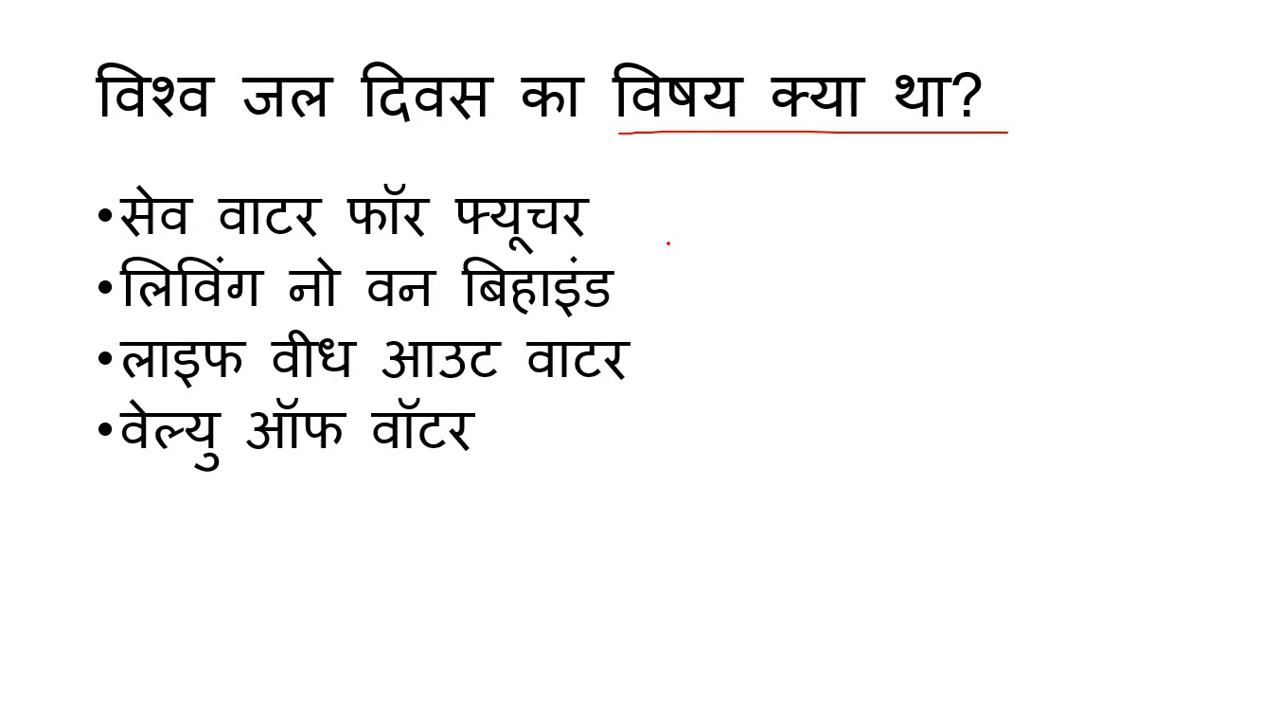 विश्व जल दिवस का विषय क्या था?
•सेव वाटर फॉर फ्यूचर
•लिविंग नो वन बिहाइंड
•लाइफ वीध आउट वाटर
•वेल्यु ऑफ वॉटर